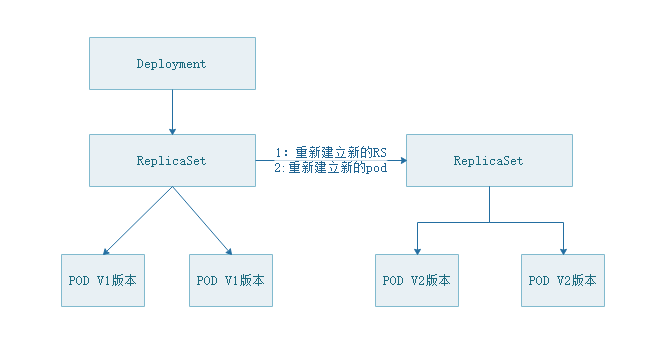 Deployment
ReplicaSet
1：重新建立新的RS
2:重新建立新的pod
ReplicaSet
POD V1版本
POD V1版本
POD V2版本
POD V2版本